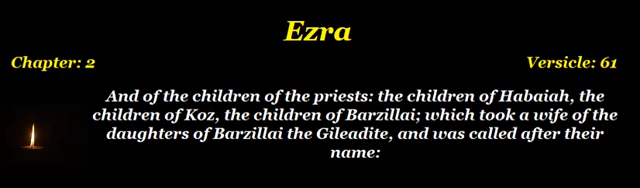 Ezra
Chapter: 2 Versicle: 61
And of the children of the priests: the children of Habaiah, the
children of Koz, the children of Barzillai; which took a wife of the
daughters of Barzillai the Gileadite, and was called after their
name: